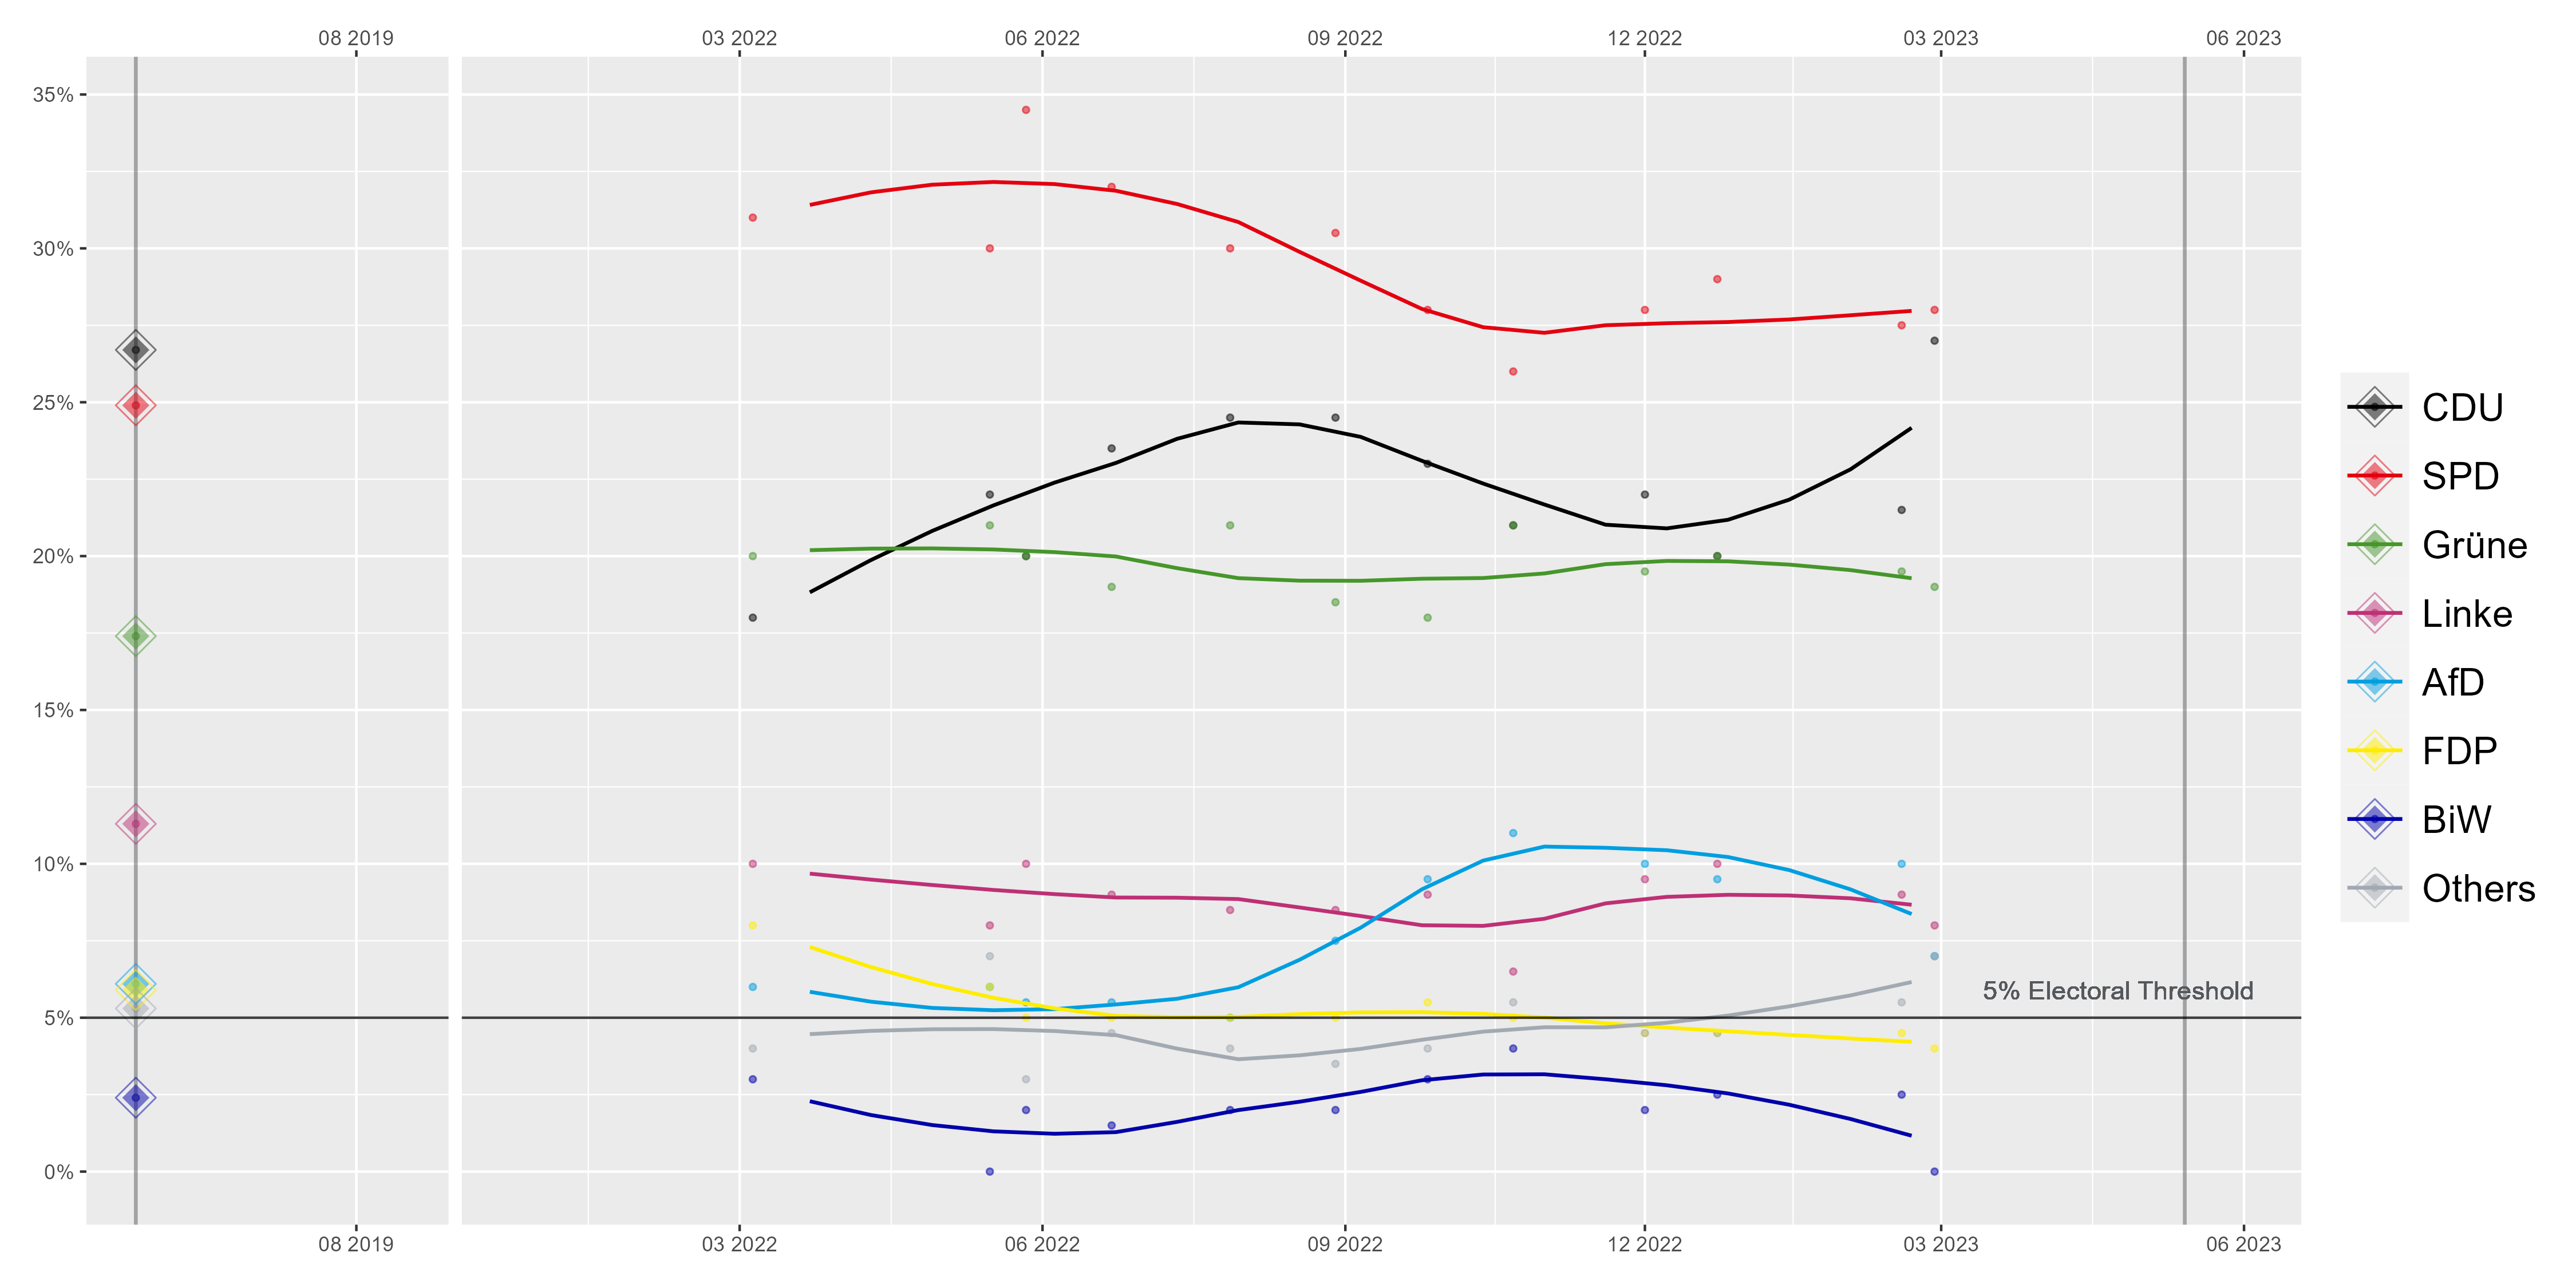 08 2019 03 2022 06 2022 09 2022 12 2022 03 2023 06 2023
35%
30%
25%
20%
15%
10%
5%
0%
5% Electoral Threshold
08 2019 03 2022 06 2022 09 2022 12 2022 03 2023 06 2023
CDU
SPD
Grüne
Linke
AfD
FDP
BiW
Others